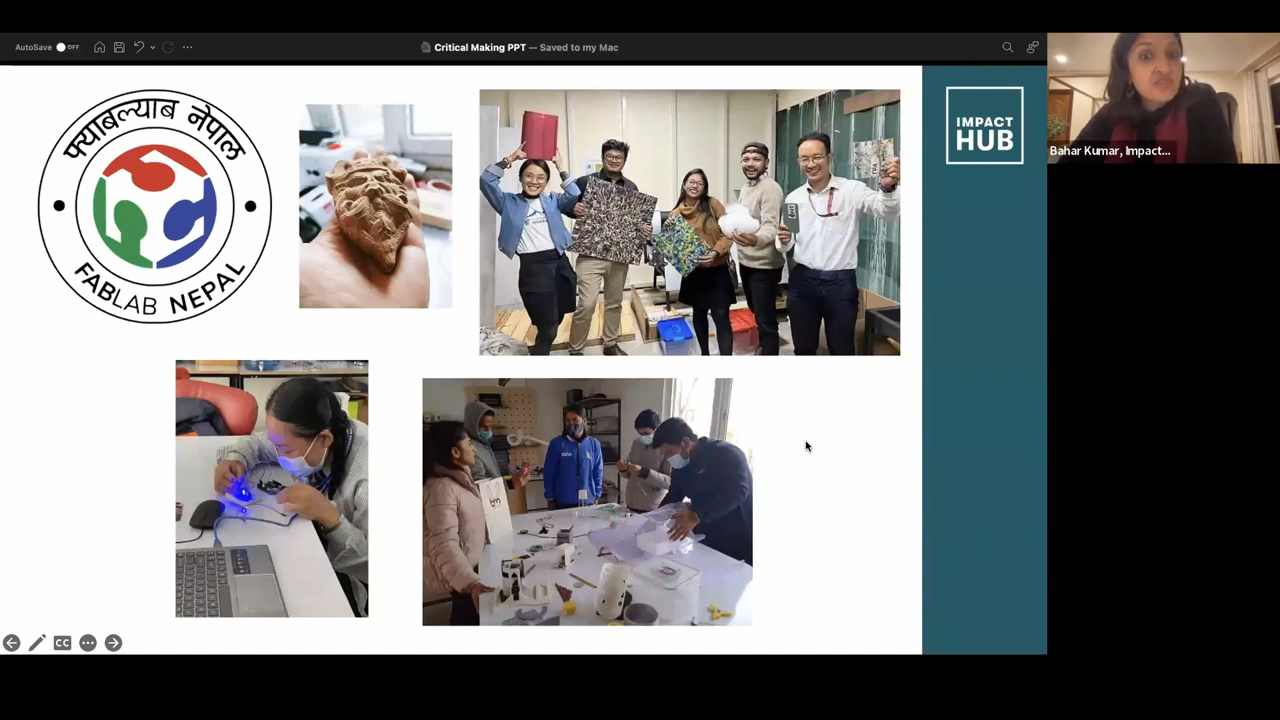 AutoSave OFF
Critical Making PPT — Saved to my Mac
फ्याबल्याब नेपाल
FABLAB NEPAL
IMPACT
HUB
Bahar Kumar, Impact...
CC